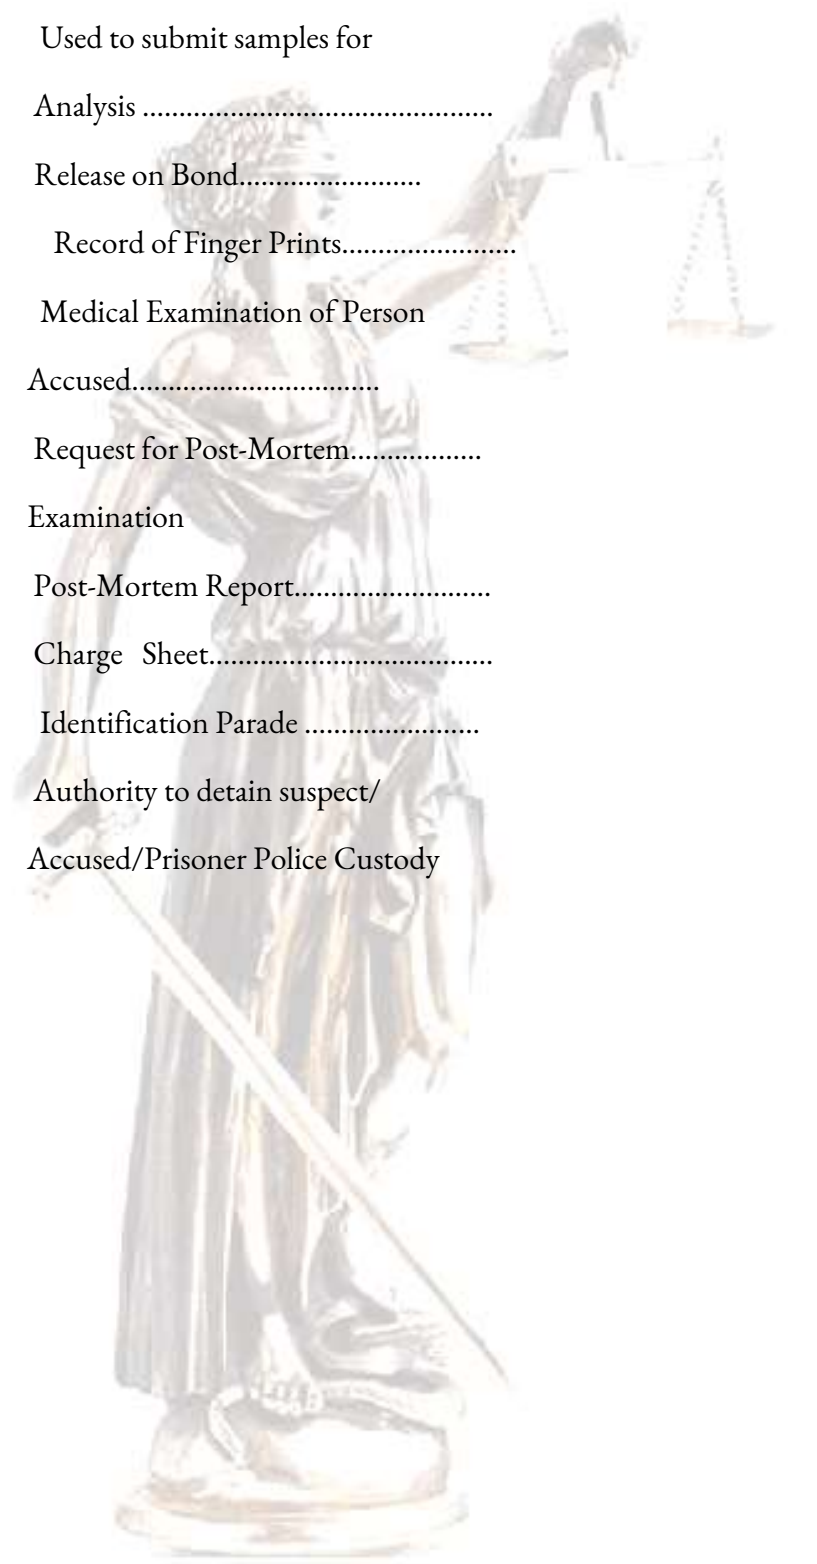 Used to submit samples for
Analysis ................................................
Release on Bond.........................
Record of Finger Prints........................
Medical Examination of Person
Accused..................................
Request for Post-Mortem..................
Examination
Post-Mortem Report...........................
Charge Sheet.......................................
Identification Parade ........................
Authority to detain suspect/
Accused/Prisoner Police Custody